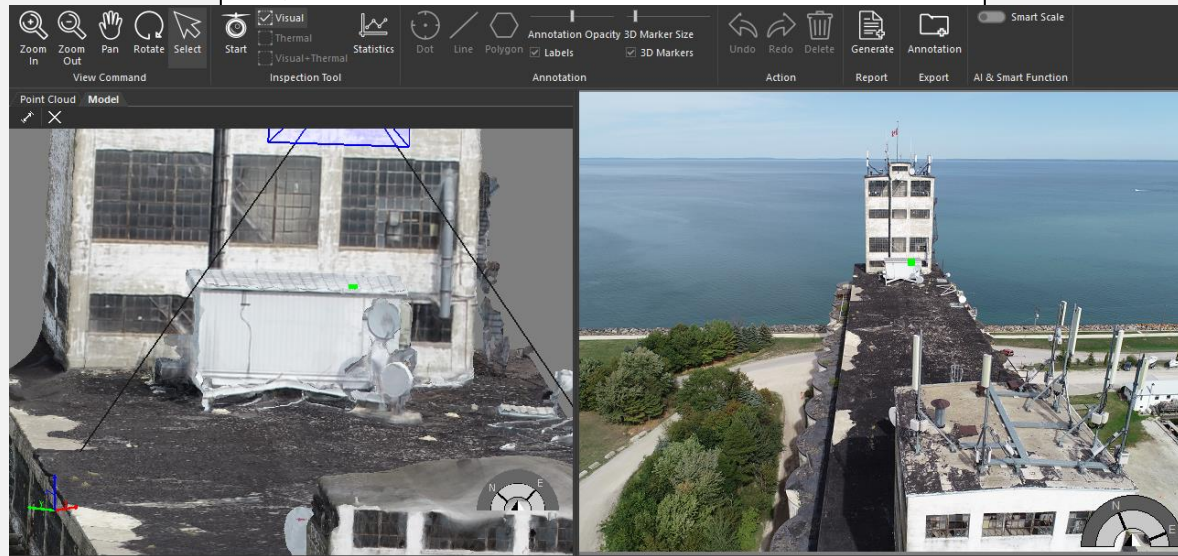 Zoom In
Zoom Out
Pan
Rotate
Select
View Command
Start
Visual
Thermal
Visual+Thermal
Statistics
Inspection Tool
Dot
Line
Polygon
Annotation Opacity
3D Marker Size
Labels
3D Markers
Annotation
Undo
Redo
Delete
Action
Generate
Report
Annotation
Export
Smart Scale
AI & Smart Function
Point Cloud
Model
N
E
N
E